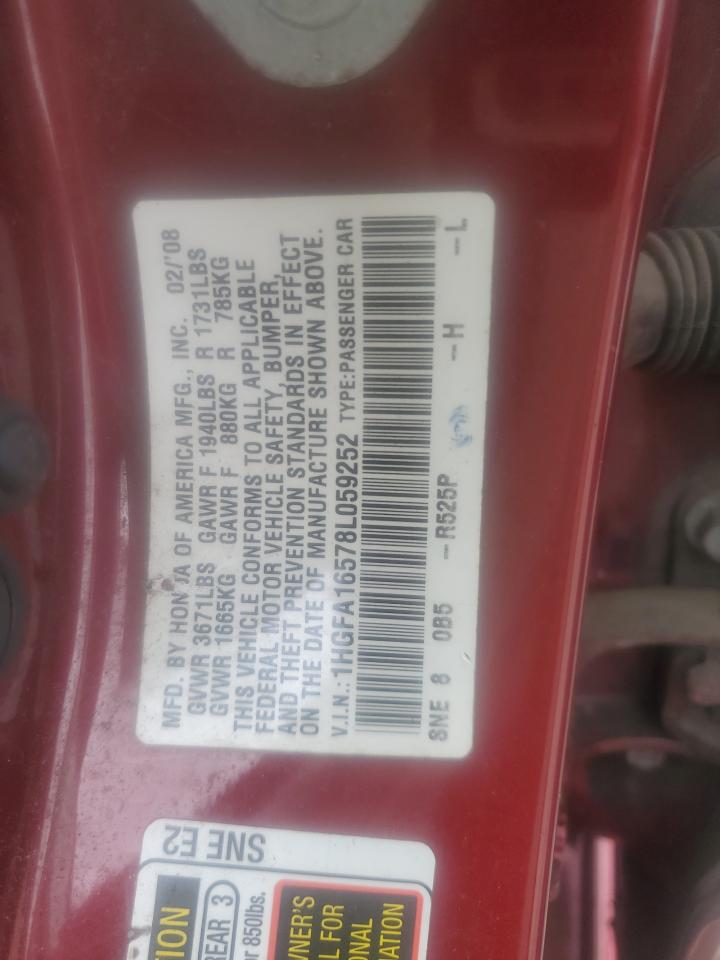 MFD. BY HONDA OF AMERICA MFG., INC. 02/'08
GVWR 3671LBS GAWR F 1940LBS R 1731LBS
GVWR 1665KG GAWR F 880KG R 785KG
THIS VEHICLE CONFORMS TO ALL APPLICABLE
FEDERAL MOTOR VEHICLE SAFETY, BUMPER,
AND THEFT PREVENTION STANDARDS IN EFFECT
ON THE DATE OF MANUFACTURE SHOWN ABOVE.
V.I.N.: 1HGFA16578L059252 TYPE:PASSENGER CAR
SNE 8 0B5 -R525P -H -L
SNE E2
TION
REAR 3
or 850lbs.
WNER'S
L FOR
ONAL
ATION